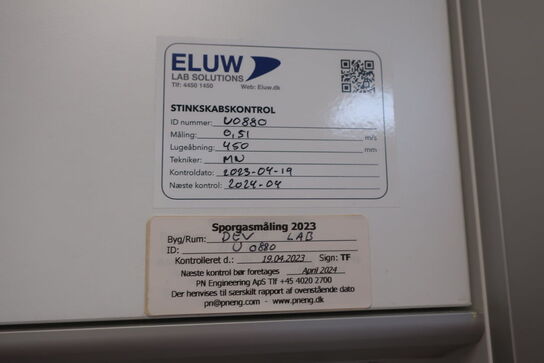 ELUW
LAB SOLUTIONS
Tlf: 4450 1450 Web: Eluw.dk
STINKSKABSKONTROL
ID nummer: U0880
Måling: 0,51 m/s
Lugeåbning: 450 mm
Tekniker: MN
Kontroldato: 2023-04-19
Næste kontrol: 2024-04
Sporgasmåling 2023
Byg/Rum: DEV LAB
ID: U 0880
Kontrolleret d.: 19.04.2023 Sign: TF
Næste kontrol bør foretages April 2024
PN Engineering ApS Tlf +45 4020 2700
Der henvises til særskilt rapport af ovenstående dato
pn@pneng.com - www.pneng.dk